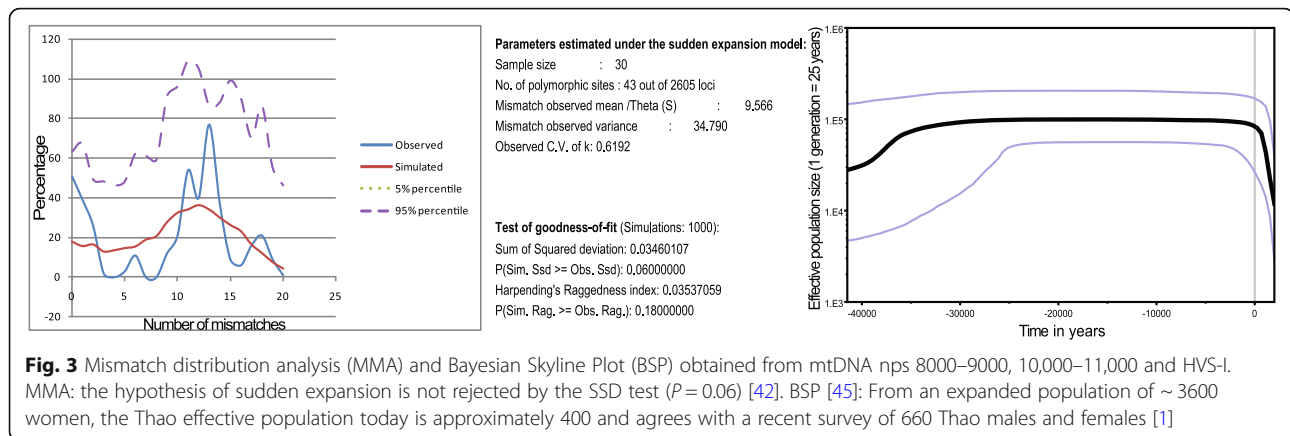 120
100
80
60
40
20
0
-20
Percentage
0 5 10 15 20 25
Number of mismatches
Observed
Simulated
5% percentile
95% percentile
Parameters estimated under the sudden expansion model:
Sample size : 30
No. of polymorphic sites : 43 out of 2605 loci
Mismatch observed mean /Theta (S) : 9.566
Mismatch observed variance : 34.790
Observed C.V. of k: 0.6192
Test of goodness-of-fit (Simulations: 1000):
Sum of Squared deviation: 0.03460107
P(Sim. Ssd >= Obs. Ssd): 0.06000000
Harpending's Raggedness index: 0.03537059
P(Sim. Rag. >= Obs. Rag.): 0.18000000
Effective population size (1 generation = 25 years)
1.E6
1.E5
1.E4
1.E3
-40000 -30000 -20000 -10000 0
Time in years
Fig. 3 Mismatch distribution analysis (MMA) and Bayesian Skyline Plot (BSP) obtained from mtDNA nps 8000–9000, 10,000–11,000 and HVS-I.
MMA: the hypothesis of sudden expansion is not rejected by the SSD test (P = 0.06) [42]. BSP [45]: From an expanded population of ~ 3600
women, the Thao effective population today is approximately 400 and agrees with a recent survey of 660 Thao males and females [1]